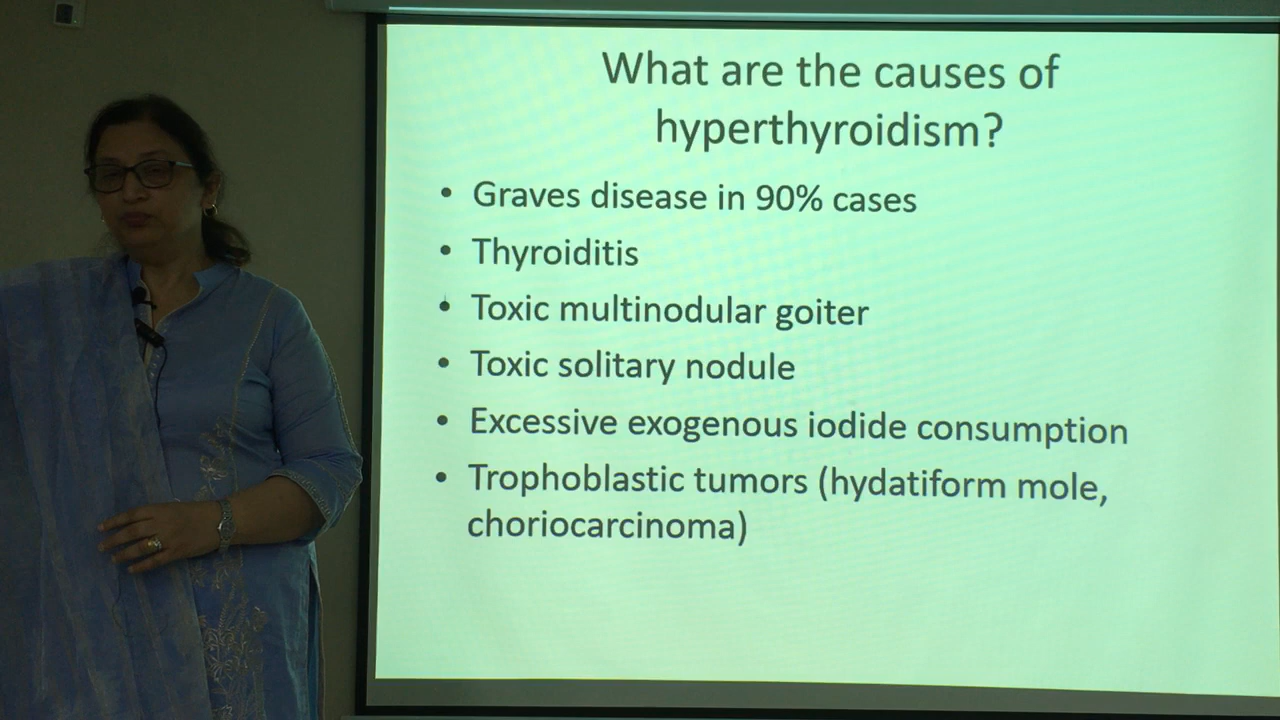 What are the causes of
hyperthyroidism?
• Graves disease in 90% cases
• Thyroiditis
• Toxic multinodular goiter
• Toxic solitary nodule
• Excessive exogenous iodide consumption
• Trophoblastic tumors (hydatiform mole,
choriocarcinoma)